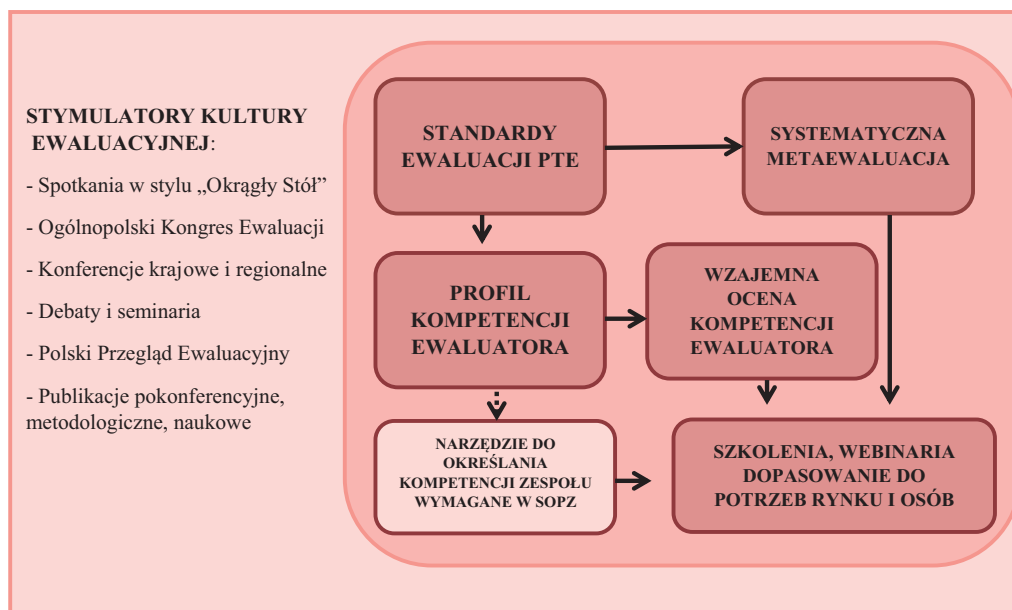 STYMULATORY KULTURY
EWALUACYJNEJ:
- Spotkania w stylu „Okrągły Stół”
- Ogólnopolski Kongres Ewaluacji
- Konferencje krajowe i regionalne
- Debaty i seminaria
- Polski Przegląd Ewaluacyjny
- Publikacje pokonferencyjne,
metodologiczne, naukowe
STANDARDY
EWALUACJI PTE
SYSTEMATYCZNA
METAEWALUACJA
PROFIL
KOMPETENCJI
EWALUATORA
WZAJEMNA
OCENA
KOMPETENCJI
EWALUATORA
NARZĘDZIE DO
OKREŚLANIA
KOMPETENCJI ZESPOŁU
WYMAGANE W SOPZ
SZKOLENIA, WEBINARIA
DOPASOWANIE DO
POTRZEB RYNKU I OSÓB